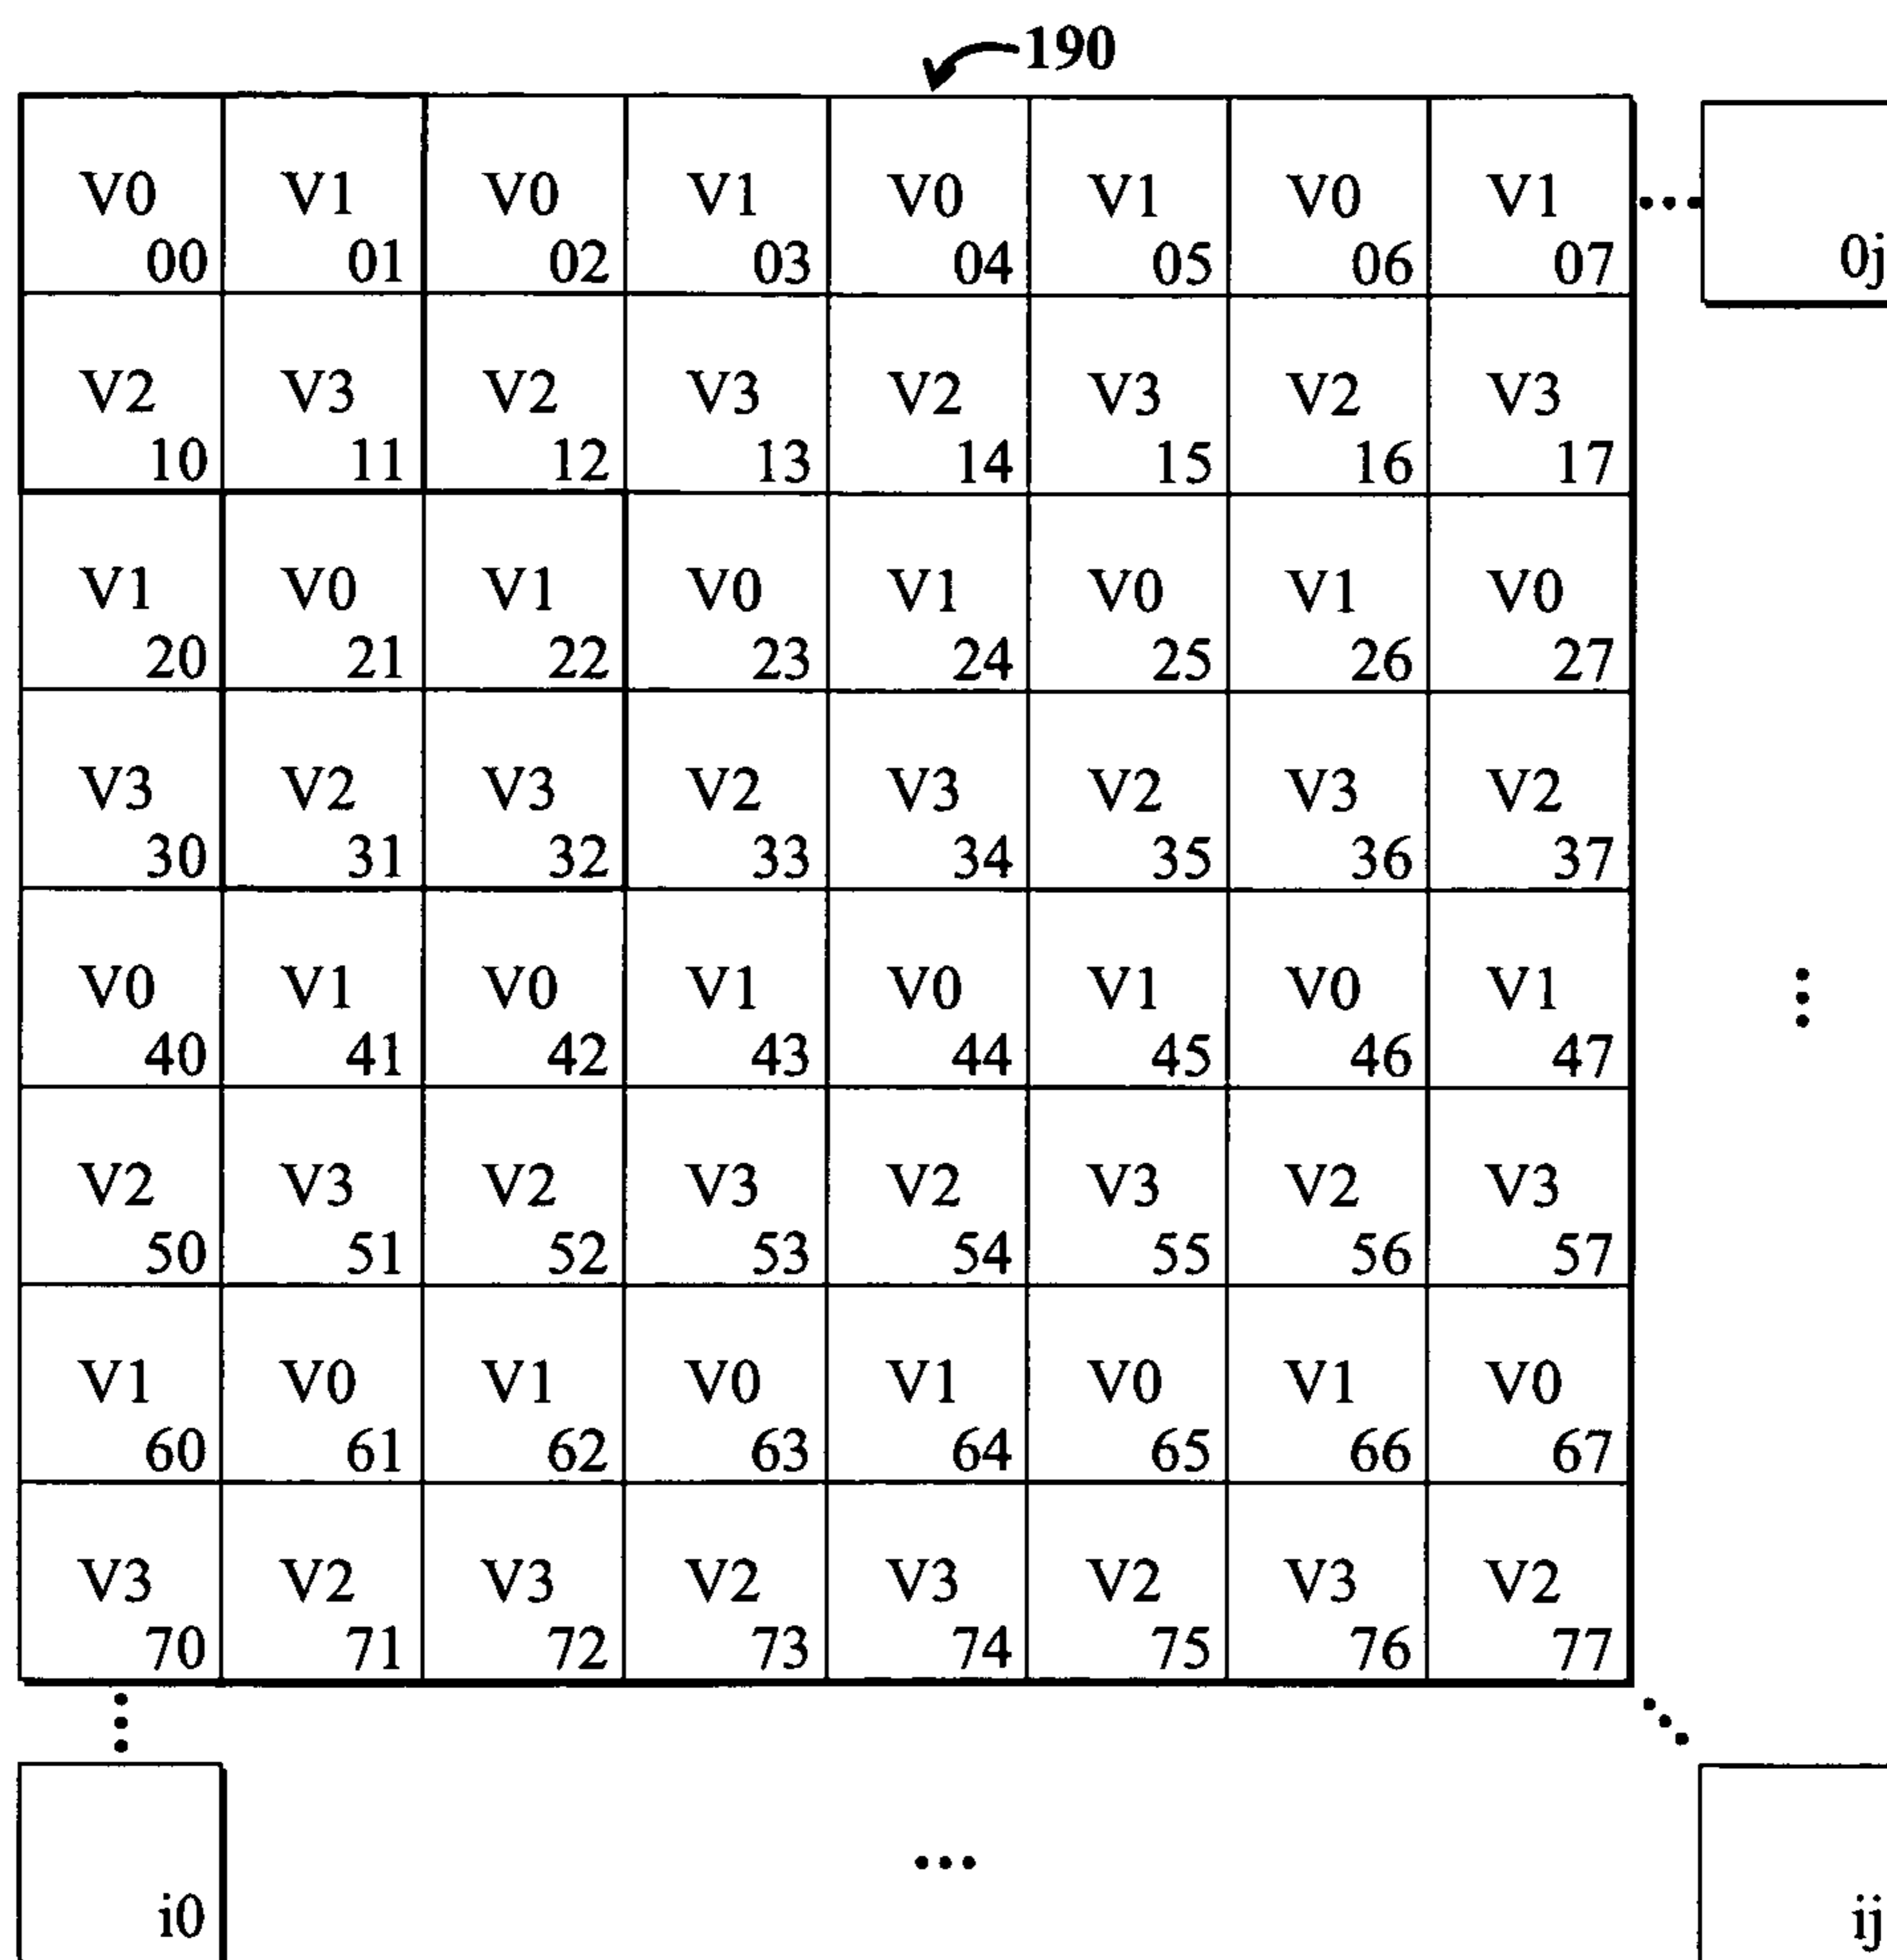 190
V0 V1 V0 V1 V0 V1 V0 V1
00 01 02 03 04 05 06 07 0j
V2 V3 V2 V3 V2 V3 V2 V3
10 11 12 13 14 15 16 17
V1 V0 V1 V0 V1 V0 V1 V0
20 21 22 23 24 25 26 27
V3 V2 V3 V2 V3 V2 V3 V2
30 31 32 33 34 35 36 37
V0 V1 V0 V1 V0 V1 V0 V1
40 41 42 43 44 45 46 47
V2 V3 V2 V3 V2 V3 V2 V3
50 51 52 53 54 55 56 57
V1 V0 V1 V0 V1 V0 V1 V0
60 61 62 63 64 65 66 67
V3 V2 V3 V2 V3 V2 V3 V2
70 71 72 73 74 75 76 77
i0 ij